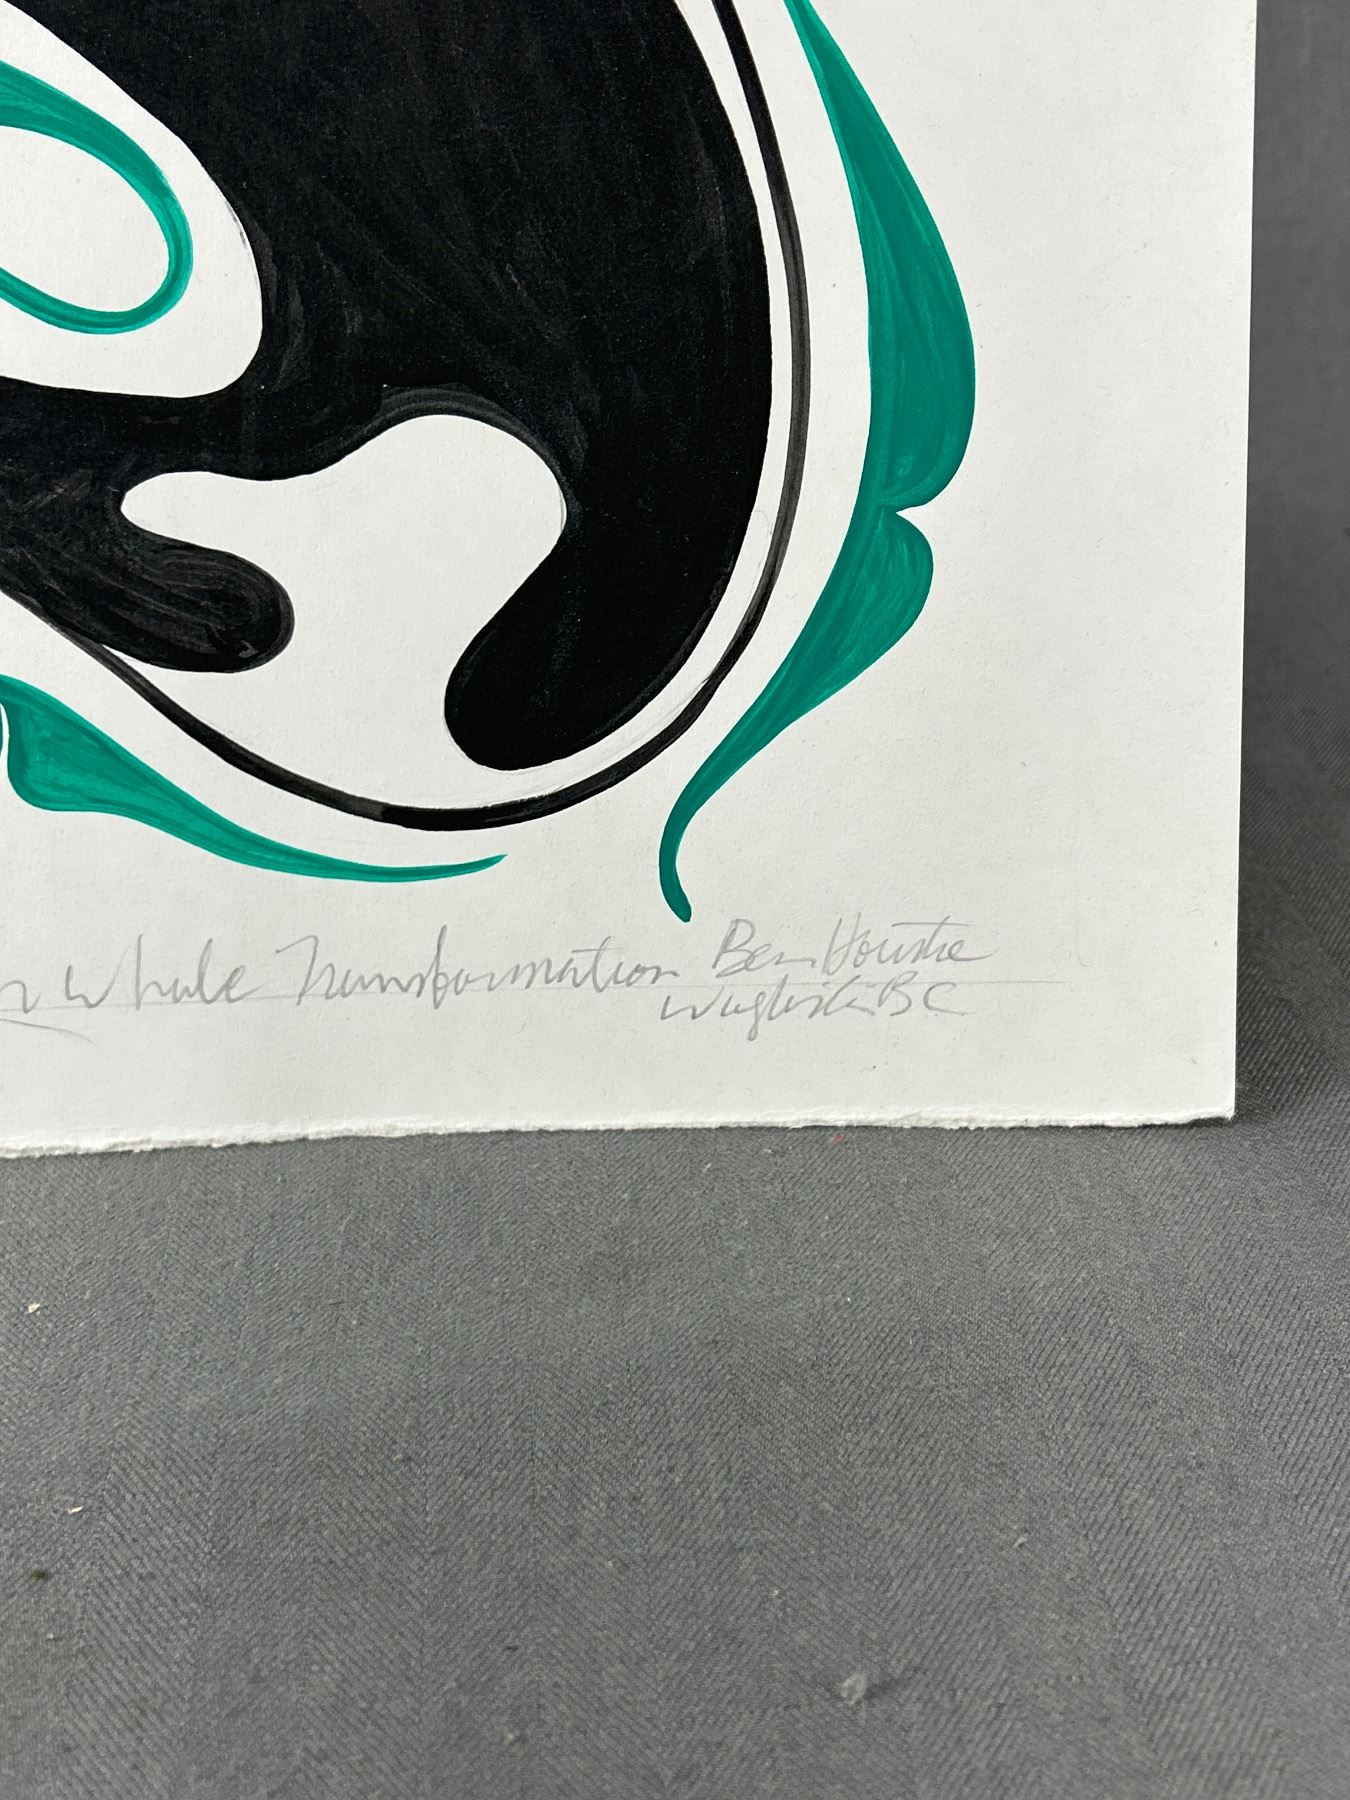 Whale Transformation Ben Houstie
Waglisla BC